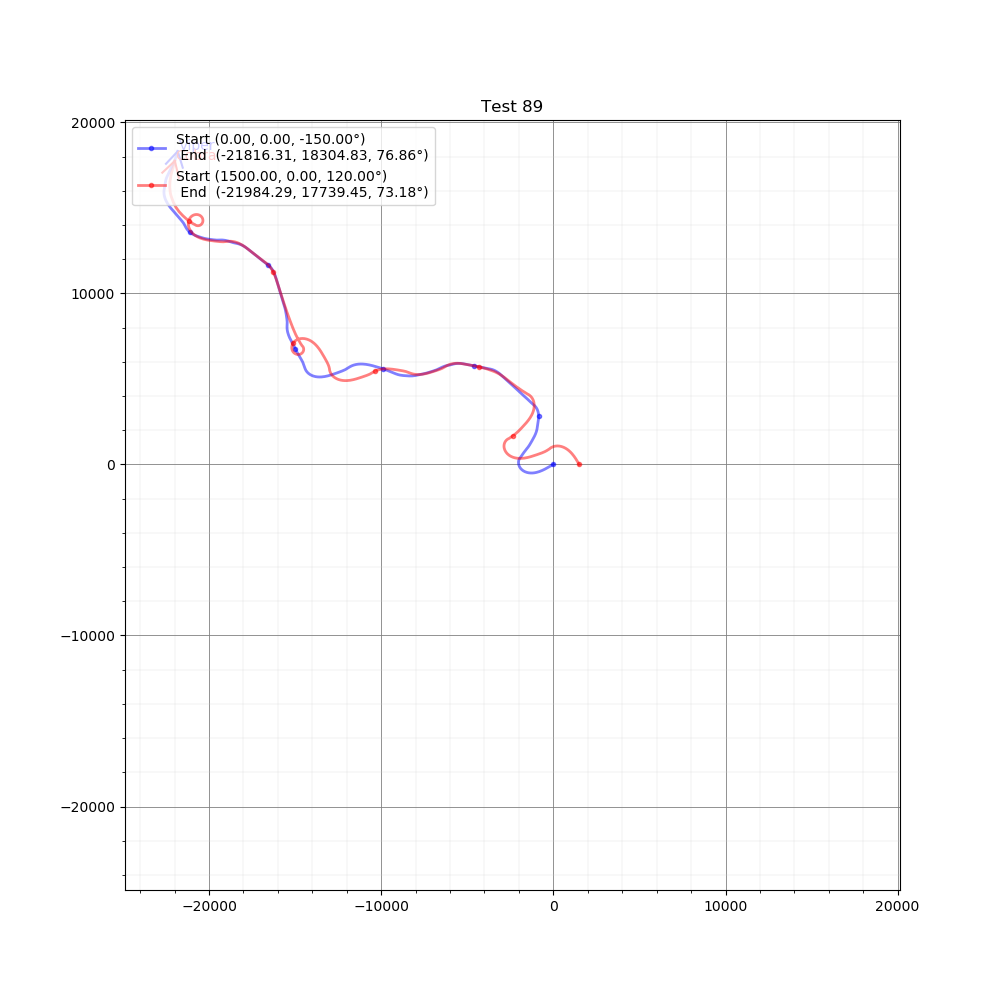 Test 89
Start (0.00, 0.00, -150.00°)
End (-21816.31, 18304.83, 76.86°)
Start (1500.00, 0.00, 120.00°)
End (-21984.29, 17739.45, 73.18°)
20000
10000
0
−10000
−20000
−20000
−10000
0
10000
20000